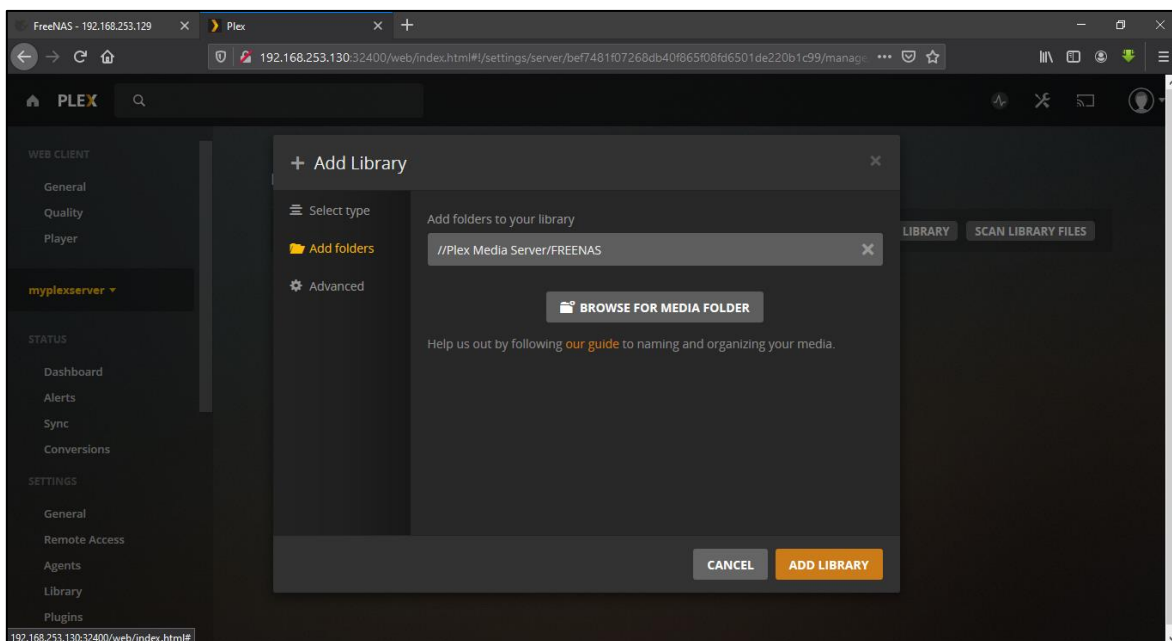 FreeNAS - 192.168.253.129
Plex
192.168.253.130:32400/web/index.html#!/settings/server/bef7481f07268db40f865f08fd6501de220b1c99/manage
PLEX
WEB CLIENT
General
Quality
Player
myplexserver
STATUS
Dashboard
Alerts
Sync
Conversions
SETTINGS
General
Remote Access
Agents
Library
Plugins
Add Library
Select type
Add folders
Advanced
Add folders to your library
//Plex Media Server/FREENAS
BROWSE FOR MEDIA FOLDER
Help us out by following our guide to naming and organizing your media.
CANCEL ADD LIBRARY
LIBRARY SCAN LIBRARY FILES
192.168.253.130:32400/web/index.html#